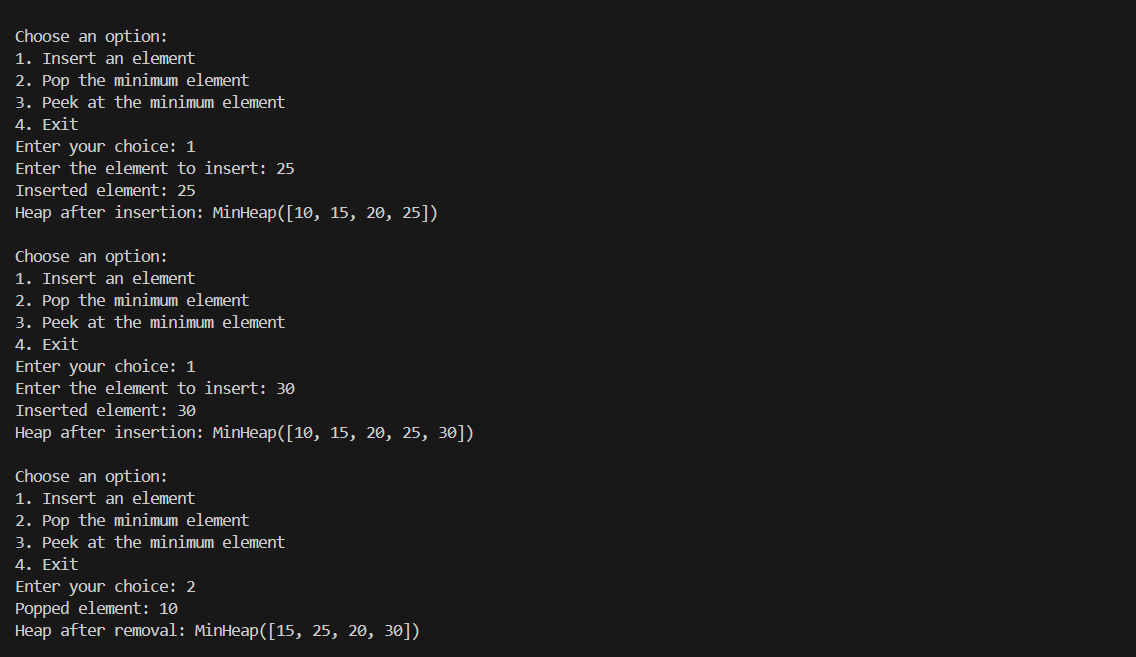 Choose an option:
1. Insert an element
2. Pop the minimum element
3. Peek at the minimum element
4. Exit
Enter your choice: 1
Enter the element to insert: 25
Inserted element: 25
Heap after insertion: MinHeap([10, 15, 20, 25])
Choose an option:
1. Insert an element
2. Pop the minimum element
3. Peek at the minimum element
4. Exit
Enter your choice: 1
Enter the element to insert: 30
Inserted element: 30
Heap after insertion: MinHeap([10, 15, 20, 25, 30])
Choose an option:
1. Insert an element
2. Pop the minimum element
3. Peek at the minimum element
4. Exit
Enter your choice: 2
Popped element: 10
Heap after removal: MinHeap([15, 25, 20, 30])